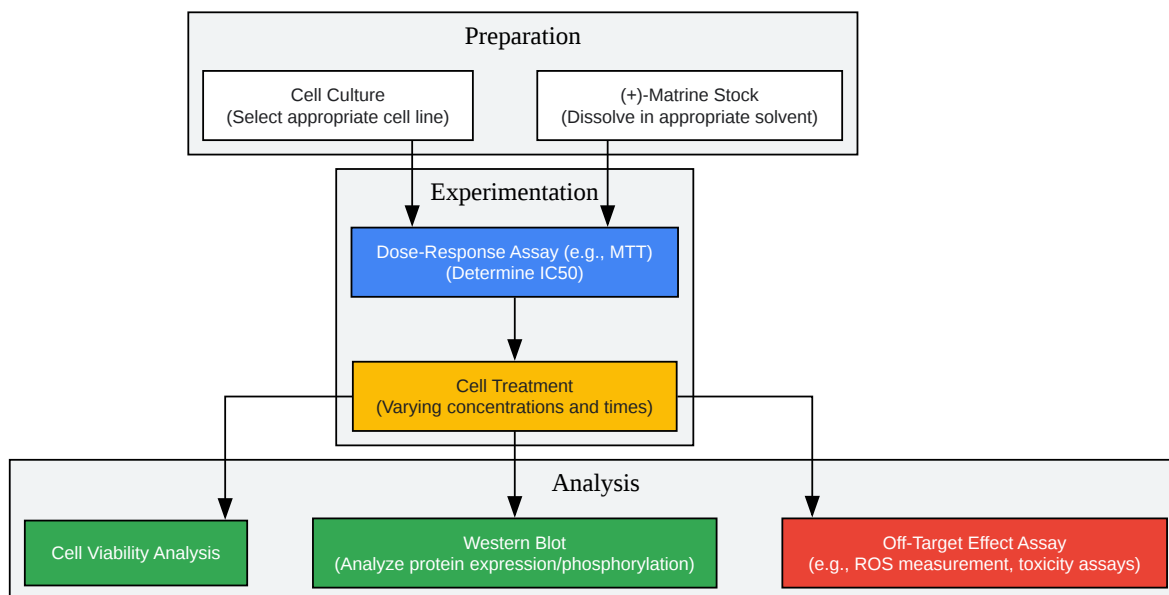 Preparation
Cell Culture
(Select appropriate cell line)
(+)-Matrine Stock
(Dissolve in appropriate solvent)
Experimentation
Dose-Response Assay (e.g., MTT)
(Determine IC50)
Cell Treatment
(Varying concentrations and times)
Analysis
Cell Viability Analysis
Western Blot
(Analyze protein expression/phosphorylation)
Off-Target Effect Assay
(e.g., ROS measurement, toxicity assays)